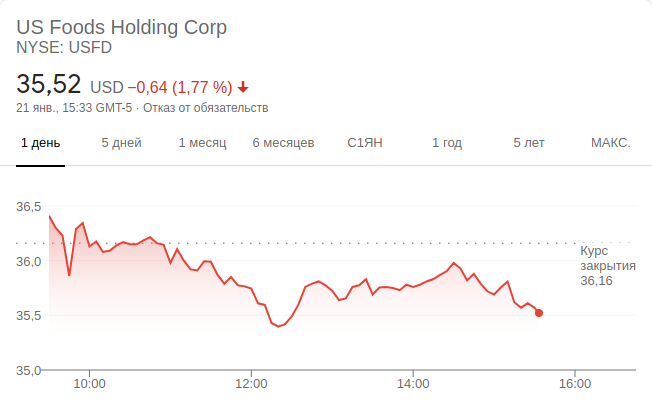 US Foods Holding Corp
NYSE: USFD
35,52 USD −0,64 (1,77 %)
21 янв., 15:33 GMT-5 · Отказ от обязательств
1 день 5 дней 1 месяц 6 месяцев С1ЯН 1 год 5 лет МАКС.
36,5
36,0
35,5
35,0
Курс
закрытия
36,16
10:00 12:00 14:00 16:00